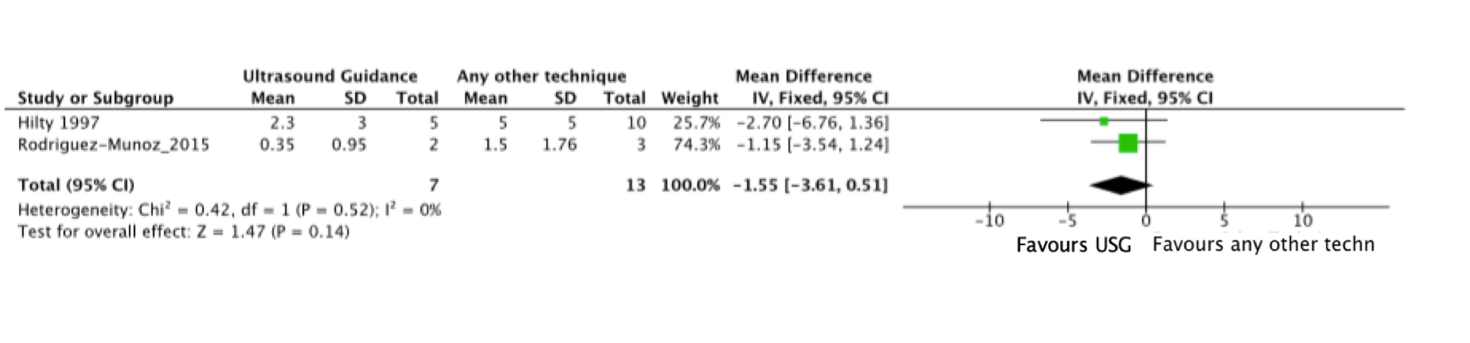 Ultrasound Guidance Any other technique Mean Difference Mean Difference
Study or Subgroup Mean SD Total Mean SD Total Weight IV, Fixed, 95% CI IV, Fixed, 95% CI
Hilty 1997 2.3 3 5 5 5 10 25.7% −2.70 [−6.76, 1.36]
Rodriguez-Munoz_2015 0.35 0.95 2 1.5 1.76 3 74.3% −1.15 [−3.54, 1.24]
Total (95% CI) 7 13 100.0% −1.55 [−3.61, 0.51]
Heterogeneity: Chi² = 0.42, df = 1 (P = 0.52); I² = 0%
Test for overall effect: Z = 1.47 (P = 0.14)
−10 −5 0 5 10
Favours USG Favours any other techn